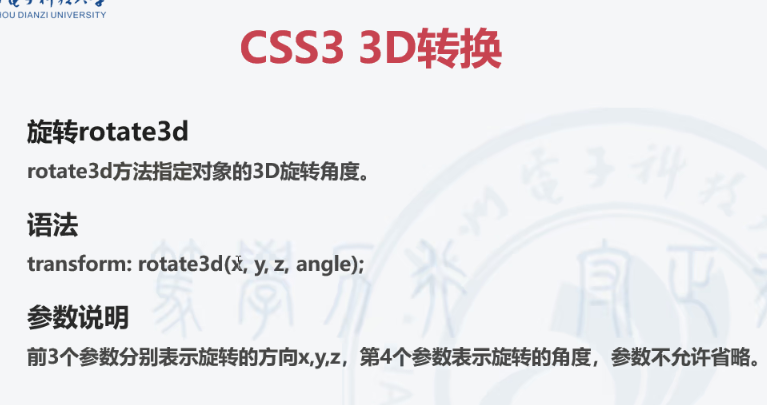 HOU DIANZI UNIVERSITY
CSS3 3D转换
旋转rotate3d
rotate3d方法指定对象的3D旋转角度。
语法
transform: rotate3d(x, y, z, angle);
参数说明
前3个参数分别表示旋转的方向x,y,z，第4个参数表示旋转的角度，参数不允许省略。